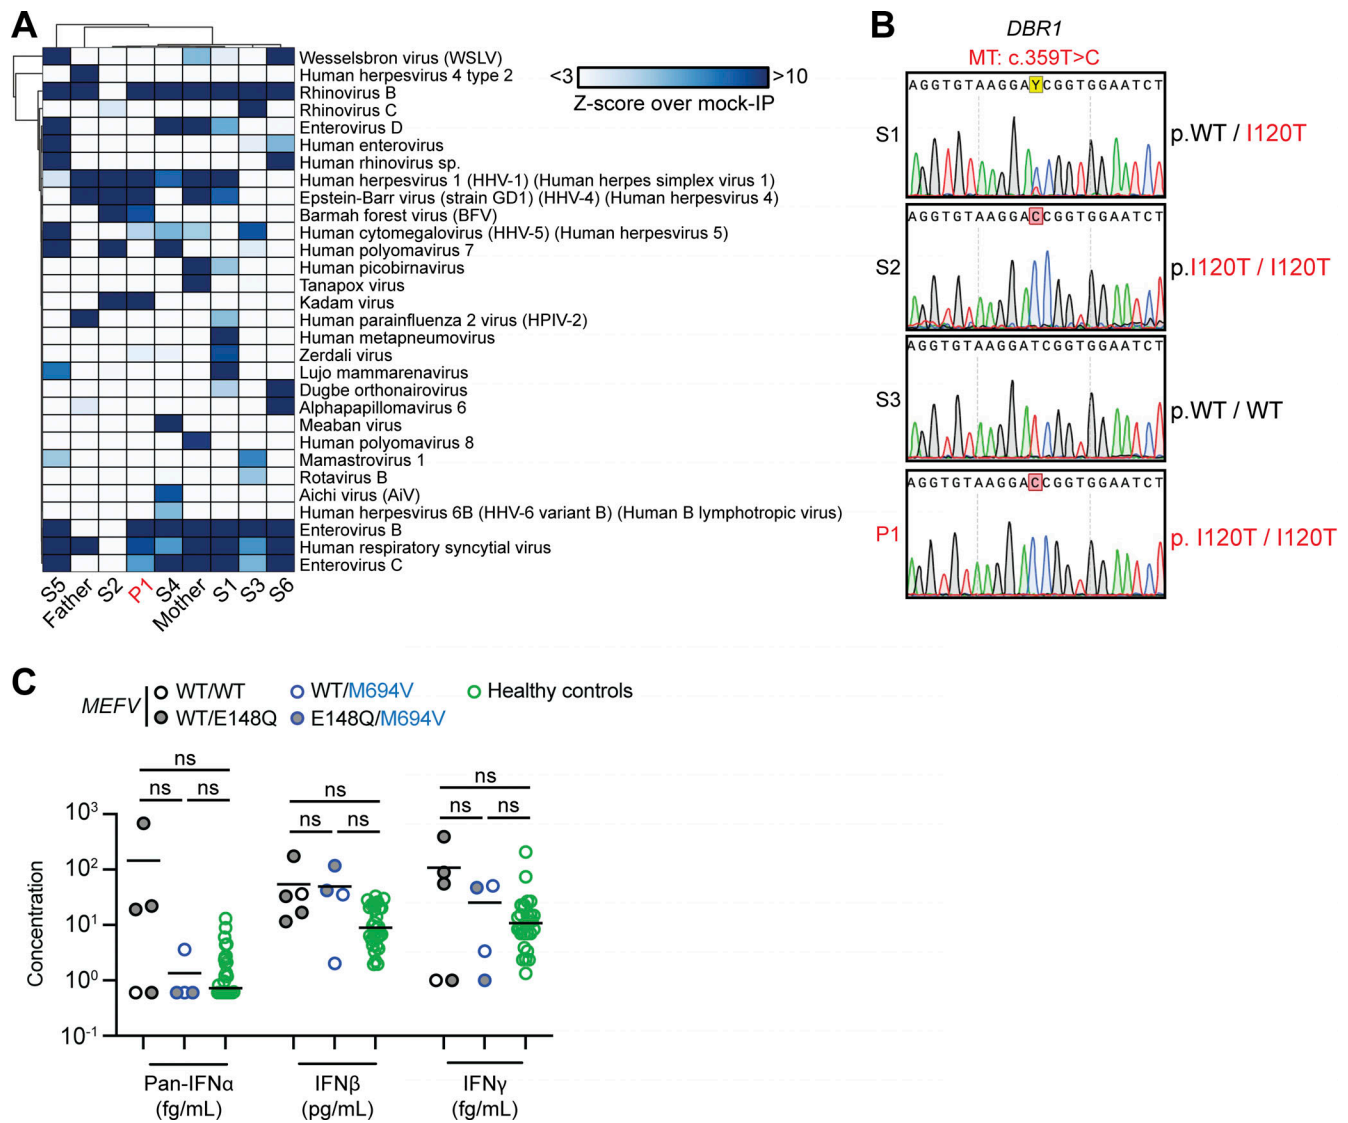 A
Wesselsbron virus (WSLV)
Human herpesvirus 4 type 2
Rhinovirus B
Rhinovirus C
Enterovirus D
Human enterovirus
Human rhinovirus sp.
Human herpesvirus 1 (HHV-1) (Human herpes simplex virus 1)
Epstein-Barr virus (strain GD1) (HHV-4) (Human herpesvirus 4)
Barmah forest virus (BFV)
Human cytomegalovirus (HHV-5) (Human herpesvirus 5)
Human polyomavirus 7
Human picobirnavirus
Tanapox virus
Kadam virus
Human parainfluenza 2 virus (HPIV-2)
Human metapneumovirus
Zerdali virus
Lujo mammarenavirus
Dugbe orthonairovirus
Alphapapillomavirus 6
Meaban virus
Human polyomavirus 8
Mamastrovirus 1
Rotavirus B
Aichi virus (AiV)
Human herpesvirus 6B (HHV-6 variant B) (Human B lymphotropic virus)
Enterovirus B
Human respiratory syncytial virus
Enterovirus C
<3 >10
Z-score over mock-IP
S5 Father S2 P1 S4 Mother S1 S3 S6
B
DBR1
MT: c.359T>C
AGGTGTAAGGAYCGGTGGAATCT
S1 p.WT / I120T
AGGTGTAAGGACCGGTGGAATCT
S2 p.I120T / I120T
AGGTGTAAGGATCGGTGGAATCT
S3 p.WT / WT
AGGTGTAAGGACCGGTGGAATCT
P1 p. I120T / I120T
C
MEFV
WT/WT WT/M694V Healthy controls
WT/E148Q E148Q/M694V
ns ns ns
ns ns ns ns ns ns
Concentration
10³
10²
10¹
10⁰
10⁻¹
Pan-IFNα IFNβ IFNγ
(fg/mL) (pg/mL) (fg/mL)